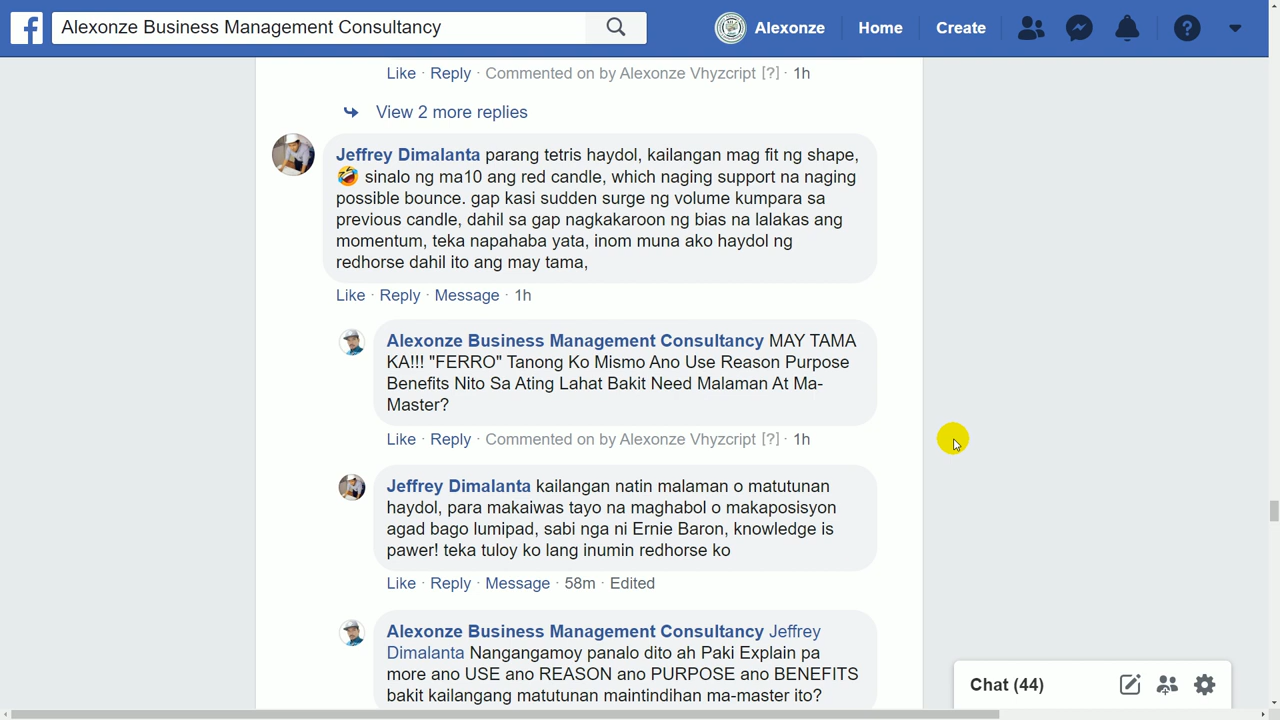 Alexonze Business Management Consultancy
Alexonze
Home
Create
Like · Reply · Commented on by Alexonze Vhyzcript [?] · 1h
View 2 more replies
Jeffrey Dimalanta parang tetris haydol, kailangan mag fit ng shape,
🤣 sinalo ng ma10 ang red candle, which naging support na naging
possible bounce. gap kasi sudden surge ng volume kumpara sa
previous candle, dahil sa gap nagkakaroon ng bias na lalakas ang
momentum, teka napahaba yata, inom muna ako haydol ng
redhorse dahil ito ang may tama,
Like · Reply · Message · 1h
Alexonze Business Management Consultancy MAY TAMA
KA!!! "FERRO" Tanong Ko Mismo Ano Use Reason Purpose
Benefits Nito Sa Ating Lahat Bakit Need Malaman At Ma-
Master?
Like · Reply · Commented on by Alexonze Vhyzcript [?] · 1h
Jeffrey Dimalanta kailangan natin malaman o matutunan
haydol, para makaiwas tayo na maghabol o makaposisyon
agad bago lumipad, sabi nga ni Ernie Baron, knowledge is
pawer! teka tuloy ko lang inumin redhorse ko
Like · Reply · Message · 58m · Edited
Alexonze Business Management Consultancy Jeffrey
Dimalanta Nangangamoy panalo dito ah Paki Explain pa
more ano USE ano REASON ano PURPOSE ano BENEFITS
bakit kailangang matutunan maintindihan ma-master ito?
Chat (44)